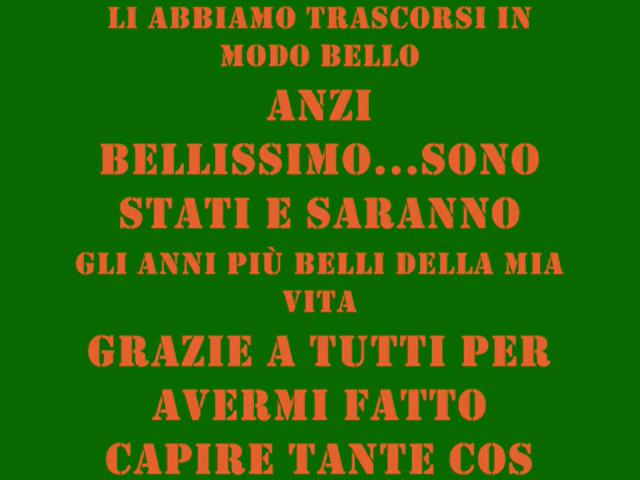 LI ABBIAMO TRASCORSI IN
MODO BELLO
ANZI
BELLISSIMO...SONO
STATI E SARANNO
GLI ANNI PIÙ BELLI DELLA MIA
VITA
GRAZIE A TUTTI PER
AVERMI FATTO
CAPIRE TANTE COS